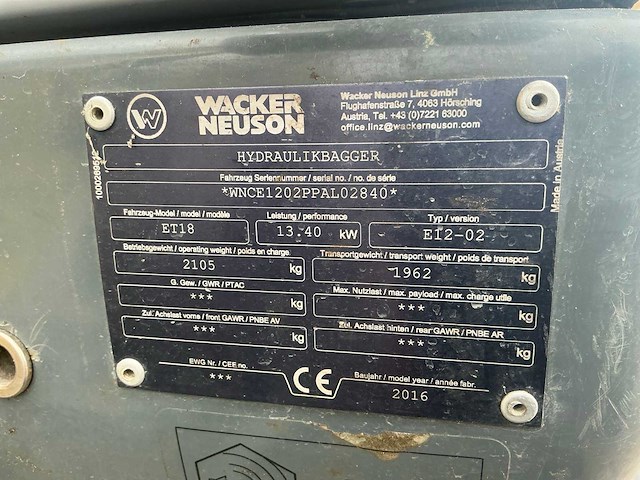 WACKER
NEUSON
Wacker Neuson Linz GmbH
Flughafenstraße 7, 4063 Hörsching
Austria, Tel. +43 (0)7221 63000
office.linz@wackerneuson.com
1000289512
HYDRAULIKBAGGER
Made in Austria
Fahrzeug Seriennummer / serial no. / no. de série
*WNCE1202PPAL02840*
Fahrzeug-Model / model / modèle
ET18
Leistung / performance
13.40 kW
Typ / version
E12-02
Betriebsgewicht / operating weight / poids en charge
2105 kg
Transportgewicht / transport weight / poids de transport
1962 kg
G. Gew. / GWR / PTAC
*** kg
Max. Nutzlast / max. payload / max. charge utile
*** kg
Zul. Achslast vorne / front GAWR / PNBE AV
*** kg
Zul. Achslast hinten / rear GAWR / PNBE AR
*** kg
EWG Nr. / CEE no.
***
CE
Baujahr / model year / année fabr.
2016